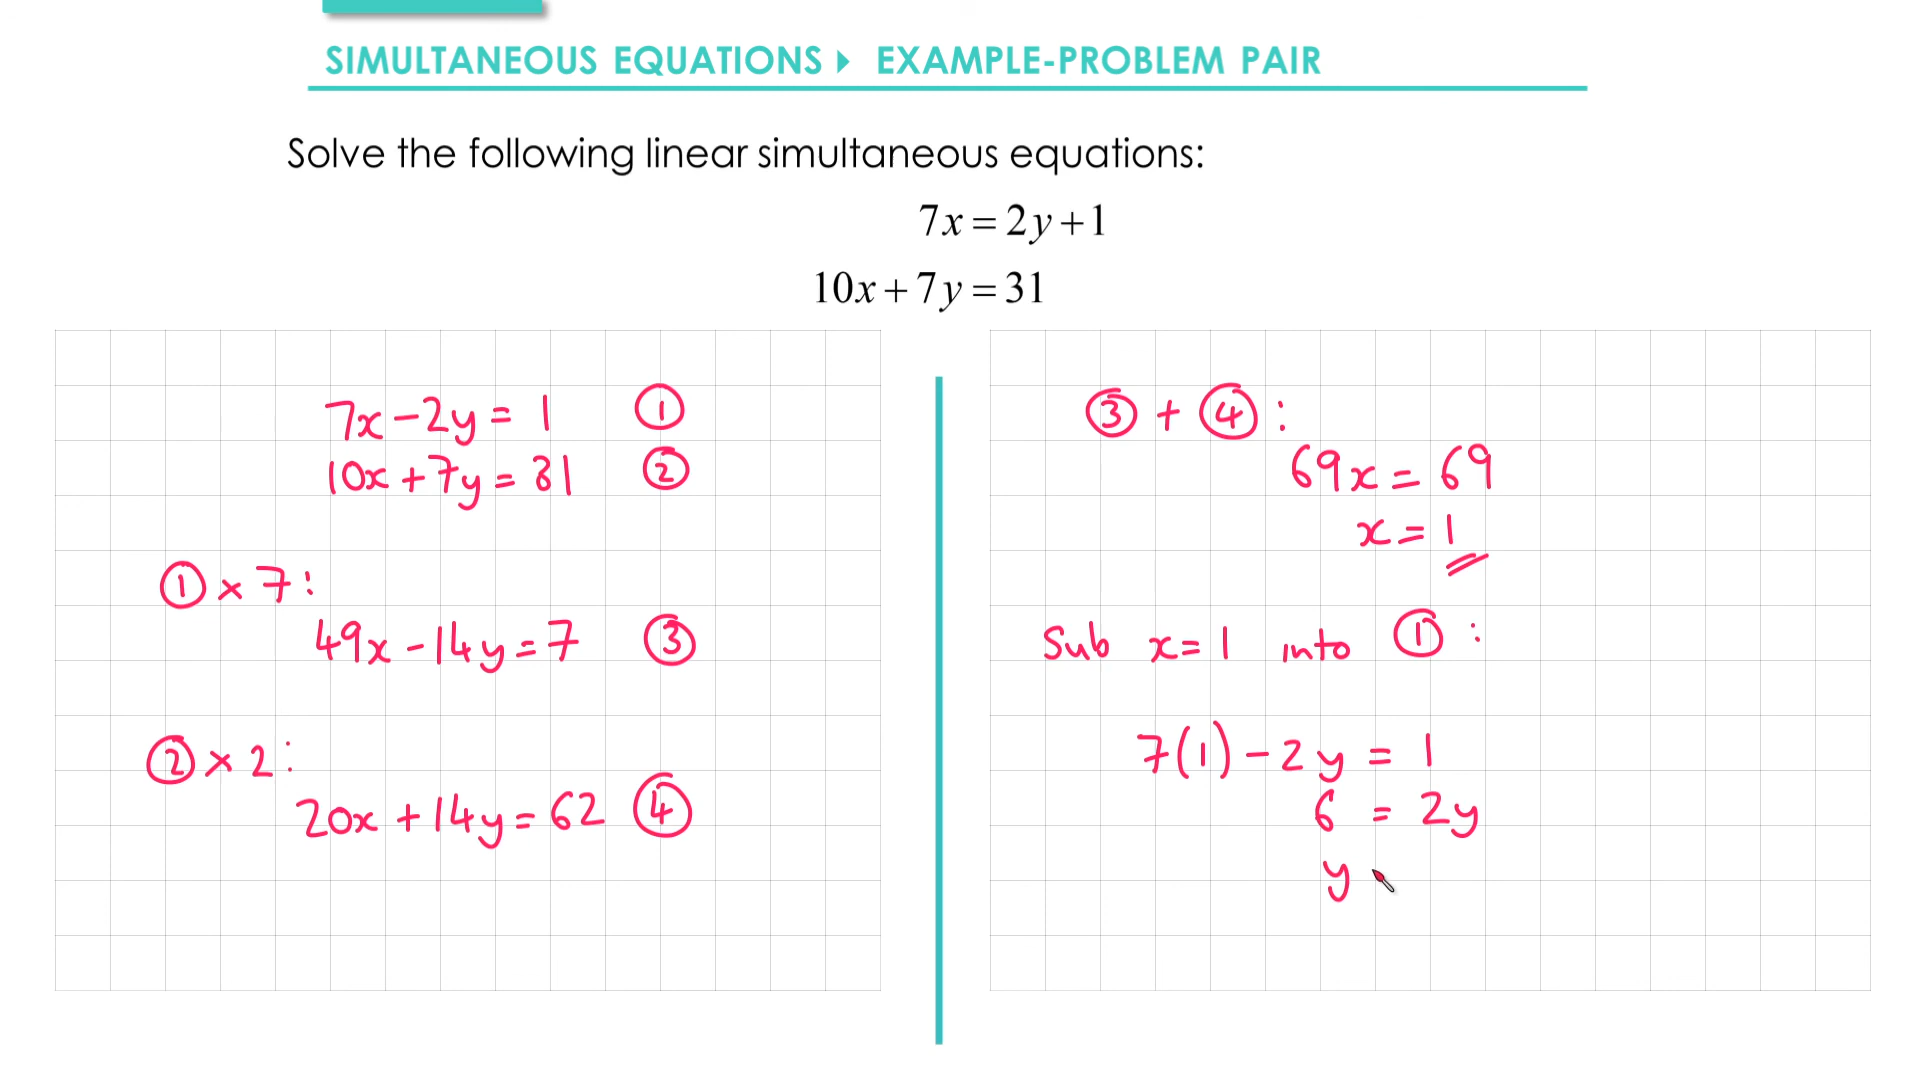 SIMULTANEOUS EQUATIONS ▸ EXAMPLE-PROBLEM PAIR
Solve the following linear simultaneous equations:
7x = 2y + 1
10x + 7y = 31
7x - 2y = 1 ①
10x + 7y = 31 ②
① × 7:
49x - 14y = 7 ③
② × 2:
20x + 14y = 62 ④
③ + ④:
69x = 69
x = 1
Sub x = 1 into ①:
7(1) - 2y = 1
6 = 2y
y